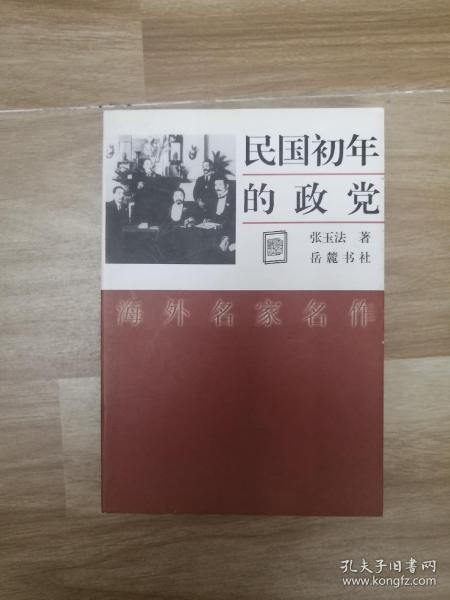 民国初年
的政党
张玉法 著
岳麓书社
海外名家名作
孔夫子旧书网
www.kongfz.com